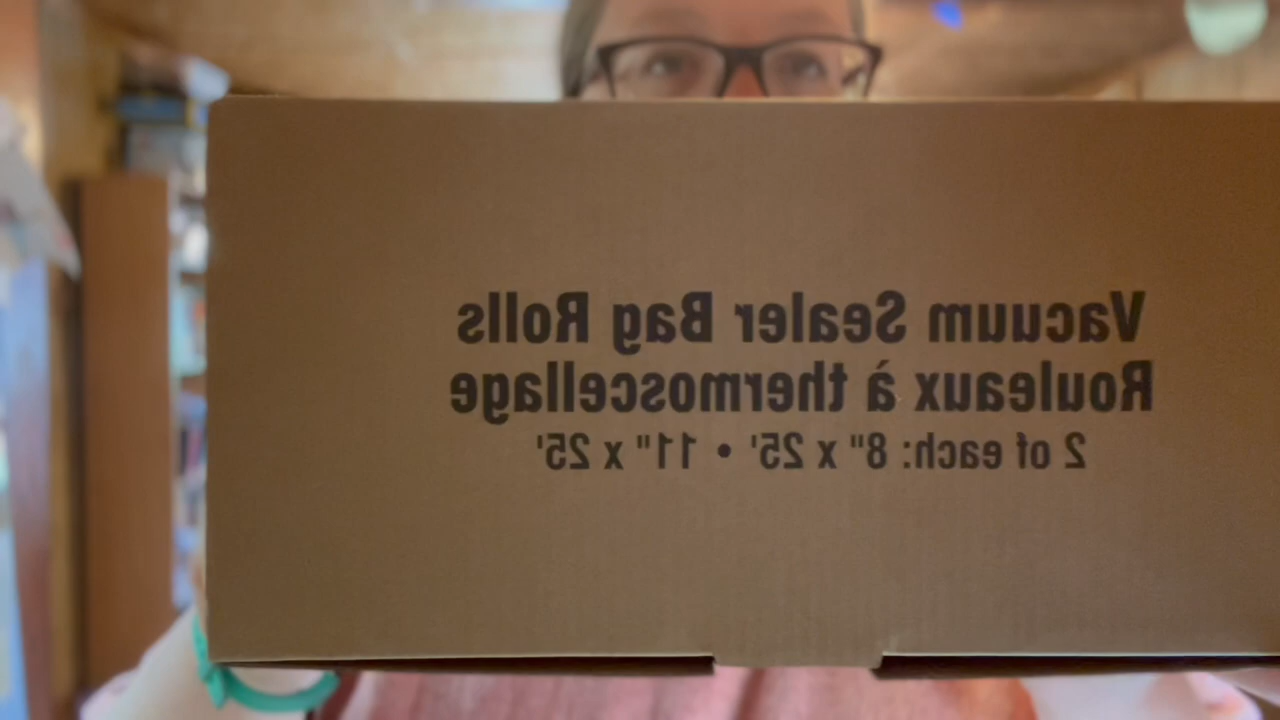 Vacuum Sealer Bag Rolls
Rouleaux à thermoscellage
2 of each: 8" x 25' • 11" x 25'